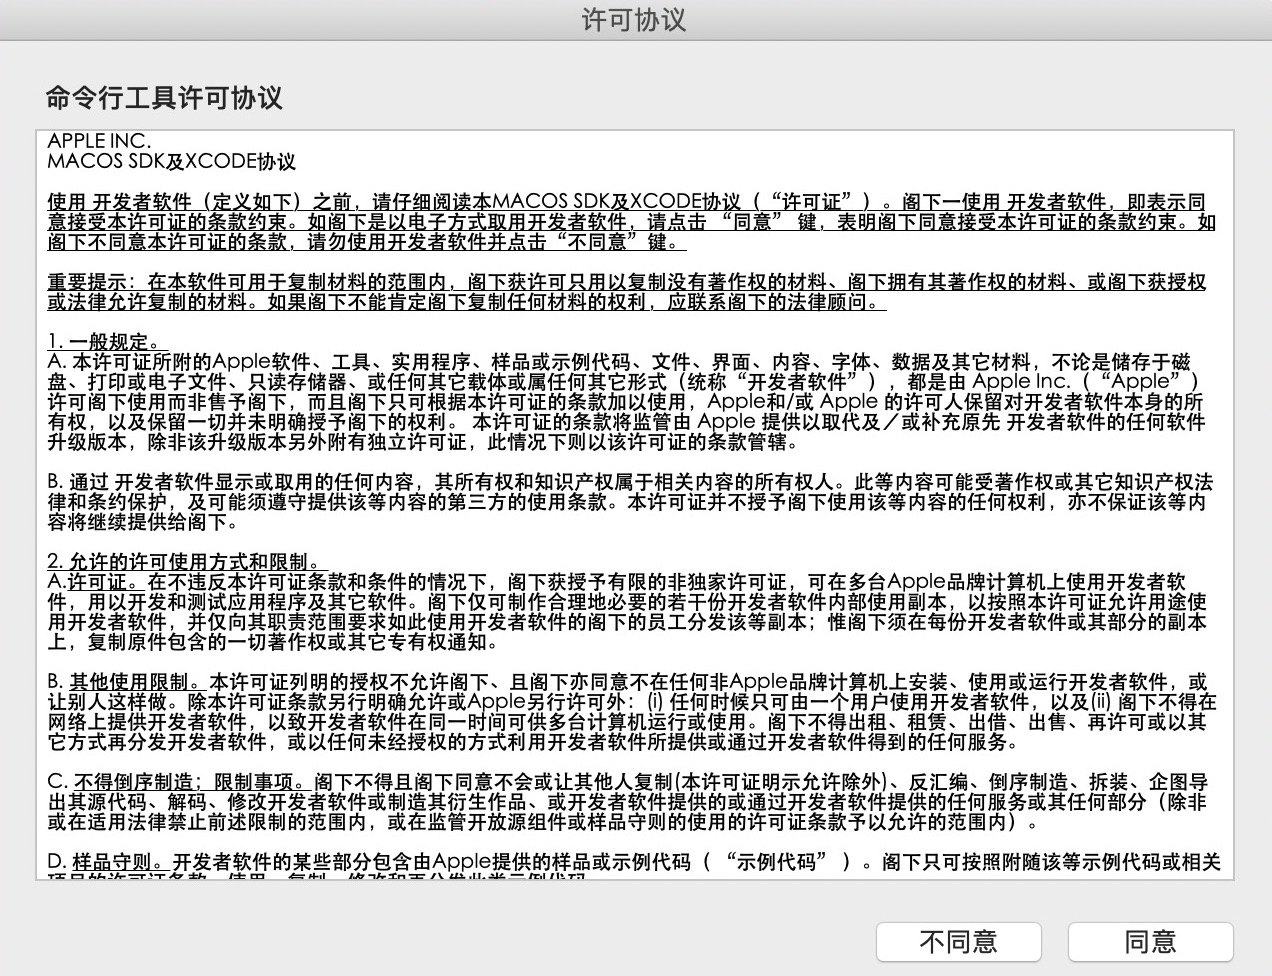 许可协议
命令行工具许可协议
APPLE INC.
MACOS SDK及XCODE协议
使用 开发者软件（定义如下）之前，请仔细阅读本MACOS SDK及XCODE协议（“许可证”）。阁下一使用 开发者软件，即表示同
意接受本许可证的条款约束。如阁下是以电子方式取用开发者软件，请点击 “同意” 键，表明阁下同意接受本许可证的条款约束。如
阁下不同意本许可证的条款，请勿使用开发者软件并点击“不同意”键。
重要提示：在本软件可用于复制材料的范围内，阁下获许可只用以复制没有著作权的材料、阁下拥有其著作权的材料、或阁下获授权
或法律允许复制的材料。如果阁下不能肯定阁下复制任何材料的权利，应联系阁下的法律顾问。
1. 一般规定。
A. 本许可证所附的Apple软件、工具、实用程序、样品或示例代码、文件、界面、内容、字体、数据及其它材料，不论是储存于磁
盘、打印或电子文件、只读存储器、或任何其它载体或属任何其它形式（统称“开发者软件”），都是由 Apple Inc.（“Apple”）
许可阁下使用而非售予阁下，而且阁下只可根据本许可证的条款加以使用，Apple和/或 Apple 的许可人保留对开发者软件本身的所
有权，以及保留一切并未明确授予阁下的权利。 本许可证的条款将监管由 Apple 提供以取代及／或补充原先 开发者软件的任何软件
升级版本，除非该升级版本另外附有独立许可证，此情况下则以该许可证的条款管辖。
B. 通过 开发者软件显示或取用的任何内容，其所有权和知识产权属于相关内容的所有权人。此等内容可能受著作权或其它知识产权法
律和条约保护，及可能须遵守提供该等内容的第三方的使用条款。本许可证并不授予阁下使用该等内容的任何权利，亦不保证该等内
容将继续提供给阁下。
2. 允许的许可使用方式和限制。
A.许可证。在不违反本许可证条款和条件的情况下，阁下获授予有限的非独家许可证，可在多台Apple品牌计算机上使用开发者软
件，用以开发和测试应用程序及其它软件。阁下仅可制作合理地必要的若干份开发者软件内部使用副本，以按照本许可证允许用途使
用开发者软件，并仅向其职责范围要求如此使用开发者软件的阁下的员工分发该等副本；惟阁下须在每份开发者软件或其部分的副本
上，复制原件包含的一切著作权或其它专有权通知。
B. 其他使用限制。本许可证列明的授权不允许阁下、且阁下亦同意不在任何非Apple品牌计算机上安装、使用或运行开发者软件，或
让别人这样做。除本许可证条款另行明确允许或Apple另行许可外：(i) 任何时候只可由一个用户使用开发者软件，以及(ii) 阁下不得在
网络上提供开发者软件，以致开发者软件在同一时间可供多台计算机运行或使用。阁下不得出租、租赁、出借、出售、再许可或以其
它方式再分发开发者软件，或以任何未经授权的方式利用开发者软件所提供或通过开发者软件得到的任何服务。
C. 不得倒序制造；限制事项。阁下不得且阁下同意不会或让其他人复制(本许可证明示允许除外)、反汇编、倒序制造、拆装、企图导
出其源代码、解码、修改开发者软件或制造其衍生作品、或开发者软件提供的或通过开发者软件提供的任何服务或其任何部分（除非
或在适用法律禁止前述限制的范围内，或在监管开放源组件或样品守则的使用的许可证条款予以允许的范围内）。
D. 样品守则。开发者软件的某些部分包含由Apple提供的样品或示例代码（ “示例代码” ）。阁下只可按照附随该等示例代码或相关
不同意
同意